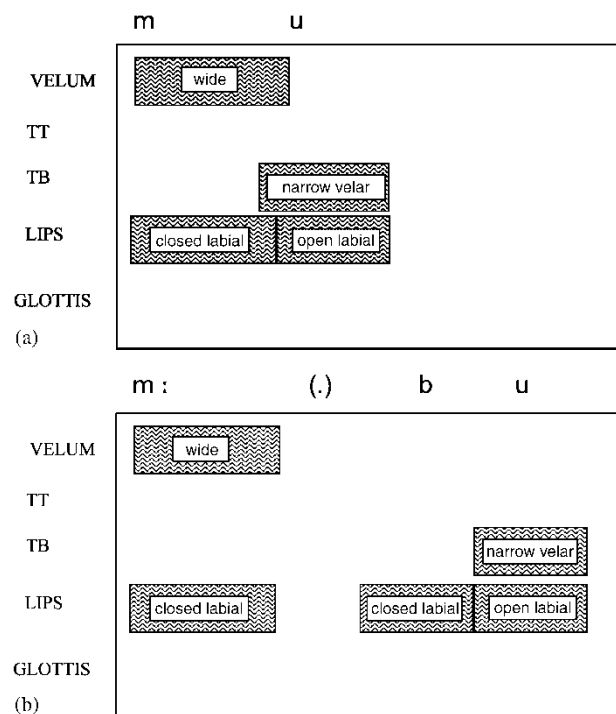 m u
VELUM wide
TT
TB narrow velar
LIPS closed labial open labial
GLOTTIS
(a)
m ː (.) b u
VELUM wide
TT
TB narrow velar
LIPS closed labial closed labial open labial
GLOTTIS
(b)